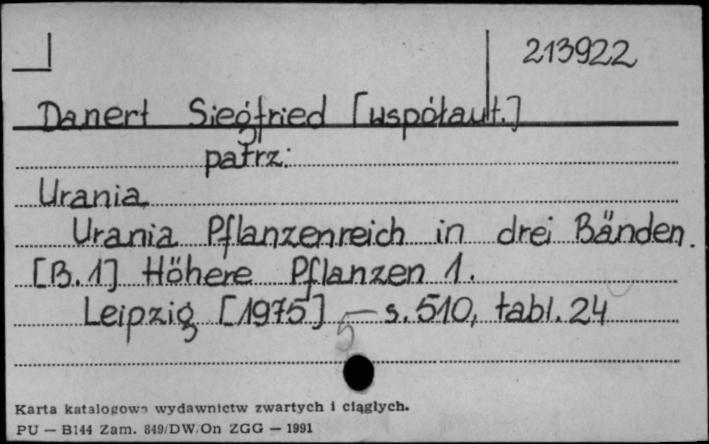 213922
Danert Siegfried [współaut.]
patrz:
Urania
Urania Pflanzenreich in drei Bänden.
[B. 1] Höhere Pflanzen 1.
Leipzig [1975] 5 s. 510, tabl. 24
Karta katalogowa wydawnictw zwartych i ciągłych.
PU — B144 Zam. 849/DW/On ZGG — 1991